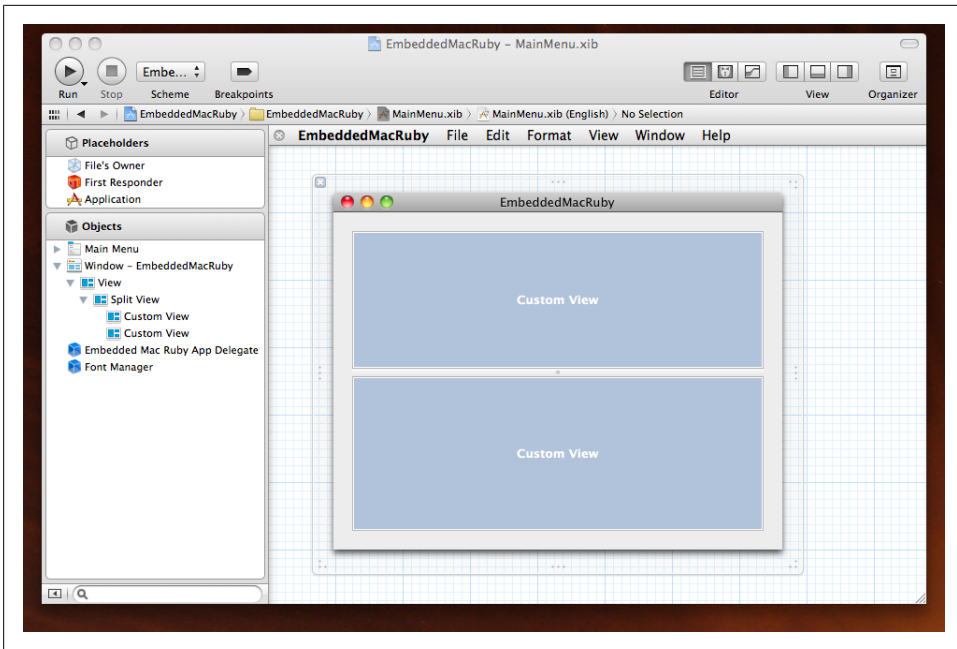 EmbeddedMacRuby – MainMenu.xib
Embe...
Run Stop Scheme Breakpoints Editor View Organizer
EmbeddedMacRuby EmbeddedMacRuby MainMenu.xib MainMenu.xib (English) No Selection
EmbeddedMacRuby File Edit Format View Window Help
Placeholders
File's Owner
First Responder
Application
Objects
Main Menu
Window – EmbeddedMacRuby
View
Split View
Custom View
Custom View
Embedded Mac Ruby App Delegate
Font Manager
EmbeddedMacRuby
Custom View
Custom View